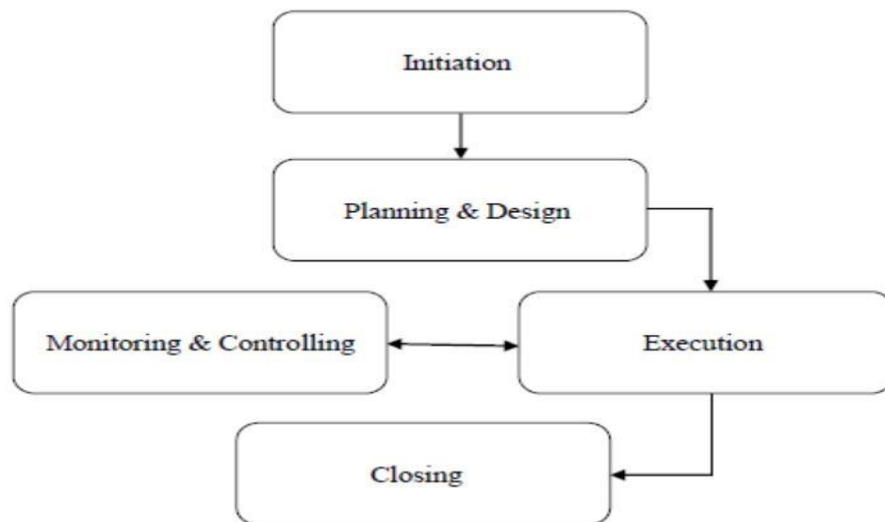 Initiation
Planning & Design
Monitoring & Controlling
Execution
Closing